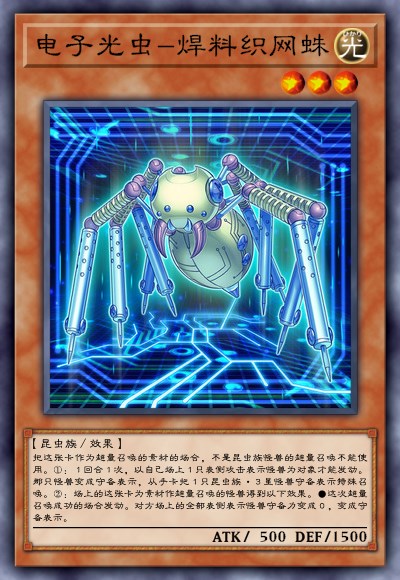 电子光虫-焊料织网蛛
光
【昆虫族／效果】
把这张卡作为超量召唤的素材的场合，不是昆虫族怪兽的超量召唤不能使
用。①：1回合1次，以自己场上1只表侧攻击表示怪兽为对象才能发动。
那只怪兽变成守备表示，从手卡把1只昆虫族·3星怪兽守备表示特殊召
唤。②：场上的这张卡为素材作超量召唤的怪兽得到以下效果。●这次超量
召唤成功的场合发动。对方场上的全部表侧表示怪兽守备力变成0，变成守
备表示。
ATK/ 500 DEF/1500